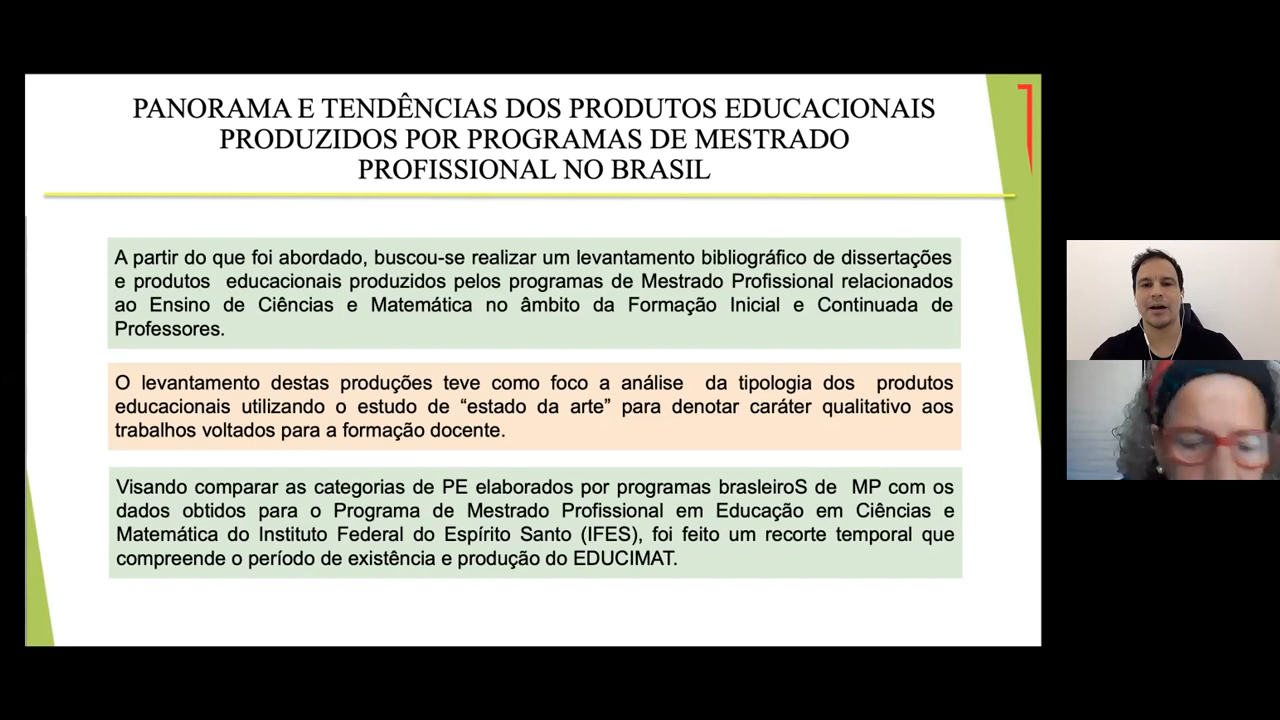 PANORAMA E TENDÊNCIAS DOS PRODUTOS EDUCACIONAIS
PRODUZIDOS POR PROGRAMAS DE MESTRADO
PROFISSIONAL NO BRASIL
A partir do que foi abordado, buscou-se realizar um levantamento bibliográfico de dissertações
e produtos educacionais produzidos pelos programas de Mestrado Profissional relacionados
ao Ensino de Ciências e Matemática no âmbito da Formação Inicial e Continuada de
Professores.
O levantamento destas produções teve como foco a análise da tipologia dos produtos
educacionais utilizando o estudo de “estado da arte” para denotar caráter qualitativo aos
trabalhos voltados para a formação docente.
Visando comparar as categorias de PE elaborados por programas brasleiroS de MP com os
dados obtidos para o Programa de Mestrado Profissional em Educação em Ciências e
Matemática do Instituto Federal do Espírito Santo (IFES), foi feito um recorte temporal que
compreende o período de existência e produção do EDUCIMAT.